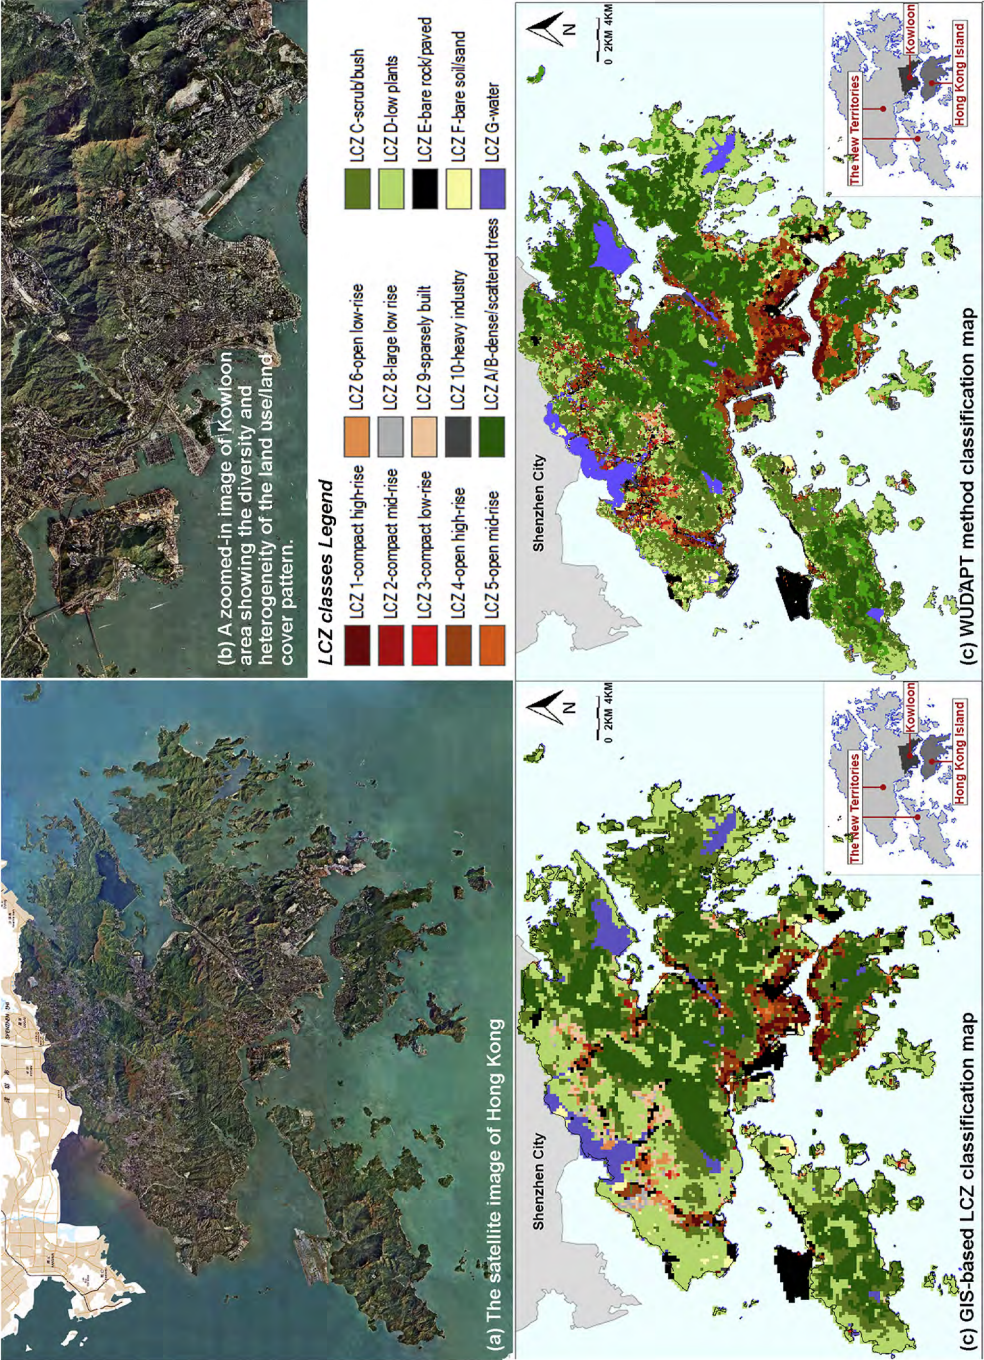 (a) The satellite image of Hong Kong
(b) A zoomed-in image of Kowloon
area showing the diversity and
heterogeneity of the land use/land
cover pattern.
LCZ classes Legend
LCZ 1-compact high-rise
LCZ 2-compact mid-rise
LCZ 3-compact low-rise
LCZ 4-open high-rise
LCZ 5-open mid-rise
LCZ 6-open low-rise
LCZ 8-large low rise
LCZ 9-sparsely built
LCZ 10-heavy industry
LCZ A/B-dense/scattered tress
LCZ C-scrub/bush
LCZ D-low plants
LCZ E-bare rock/paved
LCZ F-bare soil/sand
LCZ G-water
Shenzhen City
N
0 2KM 4KM
The New Territories
Kowloon
Hong Kong Island
(c) GIS-based LCZ classification map
Shenzhen City
N
0 2KM 4KM
The New Territories
Kowloon
Hong Kong Island
(c) WUDAPT method classification map